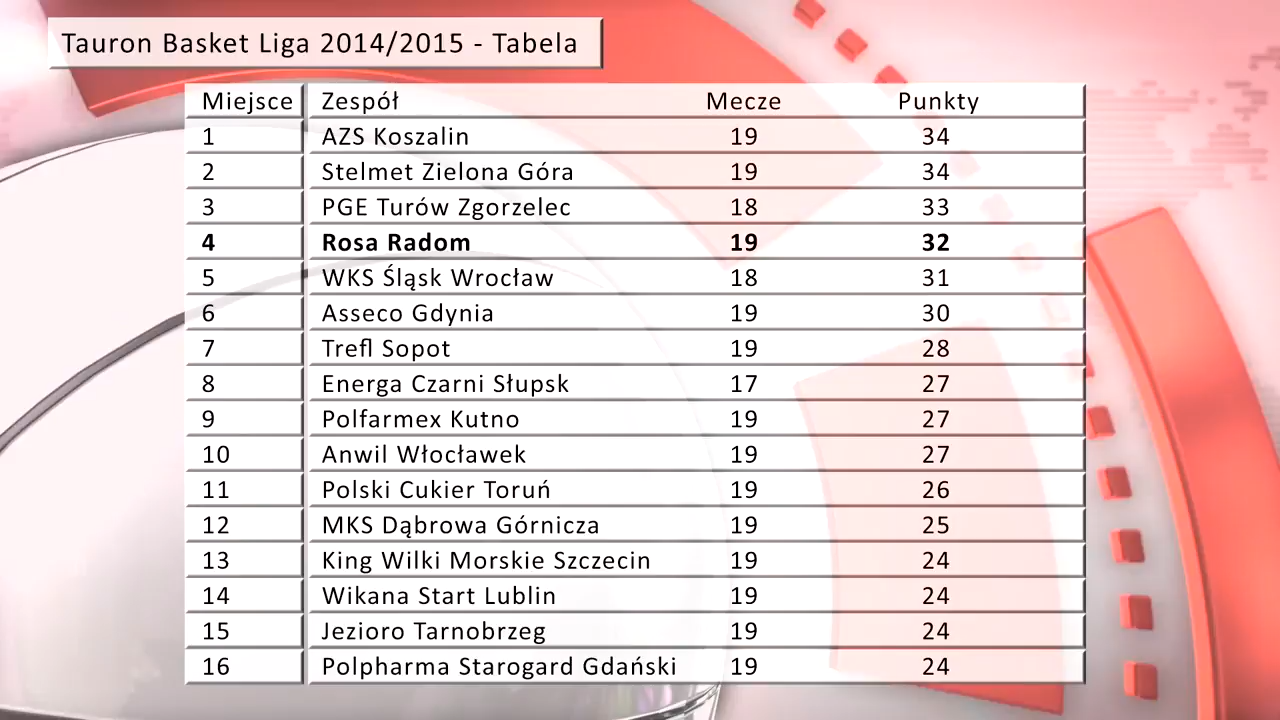 Tauron Basket Liga 2014/2015 - Tabela
Miejsce Zespół Mecze Punkty
1 AZS Koszalin 19 34
2 Stelmet Zielona Góra 19 34
3 PGE Turów Zgorzelec 18 33
4 Rosa Radom 19 32
5 WKS Śląsk Wrocław 18 31
6 Asseco Gdynia 19 30
7 Trefl Sopot 19 28
8 Energa Czarni Słupsk 17 27
9 Polfarmex Kutno 19 27
10 Anwil Włocławek 19 27
11 Polski Cukier Toruń 19 26
12 MKS Dąbrowa Górnicza 19 25
13 King Wilki Morskie Szczecin 19 24
14 Wikana Start Lublin 19 24
15 Jezioro Tarnobrzeg 19 24
16 Polpharma Starogard Gdański 19 24